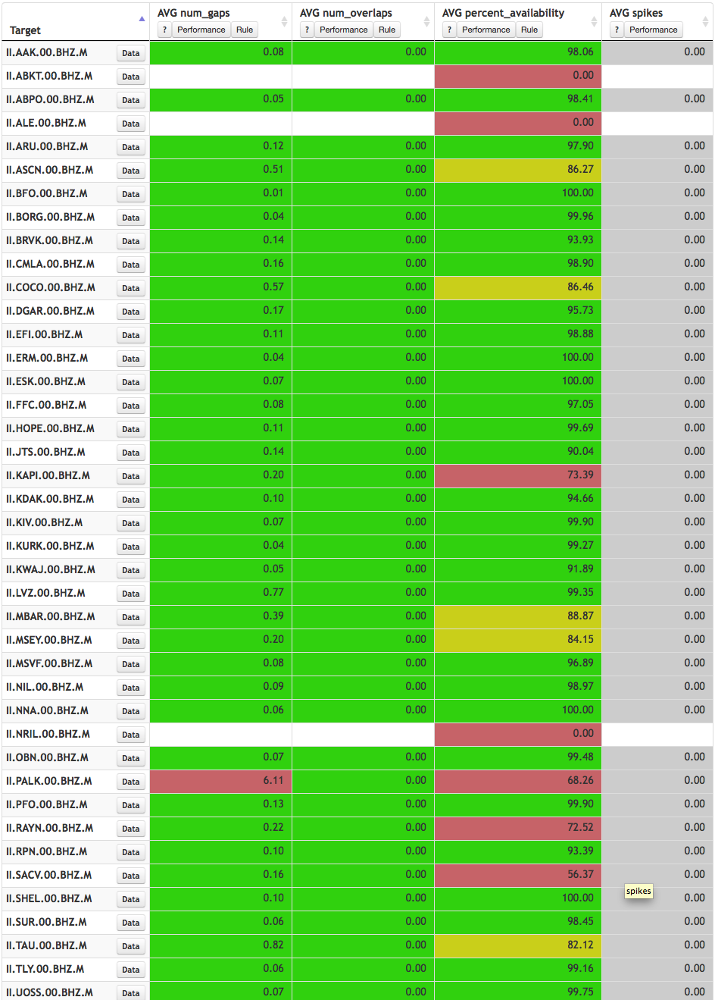 Target AVG num_gaps AVG num_overlaps AVG percent_availability AVG spikes
? Performance Rule ? Performance Rule ? Performance Rule ? Performance
II.AAK.00.BHZ.M Data 0.08 0.00 98.06 0.00
II.ABKT.00.BHZ.M Data 0.00
II.ABPO.00.BHZ.M Data 0.05 0.00 98.41 0.00
II.ALE.00.BHZ.M Data 0.00
II.ARU.00.BHZ.M Data 0.12 0.00 97.90 0.00
II.ASCN.00.BHZ.M Data 0.51 0.00 86.27 0.00
II.BFO.00.BHZ.M Data 0.01 0.00 100.00 0.00
II.BORG.00.BHZ.M Data 0.04 0.00 99.96 0.00
II.BRVK.00.BHZ.M Data 0.14 0.00 93.93 0.00
II.CMLA.00.BHZ.M Data 0.16 0.00 98.90 0.00
II.COCO.00.BHZ.M Data 0.57 0.00 86.46 0.00
II.DGAR.00.BHZ.M Data 0.17 0.00 95.73 0.00
II.EFI.00.BHZ.M Data 0.11 0.00 98.88 0.00
II.ERM.00.BHZ.M Data 0.04 0.00 100.00 0.00
II.ESK.00.BHZ.M Data 0.07 0.00 100.00 0.00
II.FFC.00.BHZ.M Data 0.08 0.00 97.05 0.00
II.HOPE.00.BHZ.M Data 0.11 0.00 99.69 0.00
II.JTS.00.BHZ.M Data 0.14 0.00 90.04 0.00
II.KAPI.00.BHZ.M Data 0.20 0.00 73.39 0.00
II.KDAK.00.BHZ.M Data 0.10 0.00 94.66 0.00
II.KIV.00.BHZ.M Data 0.07 0.00 99.90 0.00
II.KURK.00.BHZ.M Data 0.04 0.00 99.27 0.00
II.KWAJ.00.BHZ.M Data 0.05 0.00 91.89 0.00
II.LVZ.00.BHZ.M Data 0.77 0.00 99.35 0.00
II.MBAR.00.BHZ.M Data 0.39 0.00 88.87 0.00
II.MSEY.00.BHZ.M Data 0.20 0.00 84.15 0.00
II.MSVF.00.BHZ.M Data 0.08 0.00 96.89 0.00
II.NIL.00.BHZ.M Data 0.09 0.00 98.97 0.00
II.NNA.00.BHZ.M Data 0.06 0.00 100.00 0.00
II.NRIL.00.BHZ.M Data 0.00
II.OBN.00.BHZ.M Data 0.07 0.00 99.48 0.00
II.PALK.00.BHZ.M Data 6.11 0.00 68.26 0.00
II.PFO.00.BHZ.M Data 0.13 0.00 99.90 0.00
II.RAYN.00.BHZ.M Data 0.22 0.00 72.52 0.00
II.RPN.00.BHZ.M Data 0.10 0.00 93.39 0.00
II.SACV.00.BHZ.M Data 0.16 0.00 56.37 0.00
spikes
II.SHEL.00.BHZ.M Data 0.10 0.00 100.00 0.00
II.SUR.00.BHZ.M Data 0.06 0.00 98.45 0.00
II.TAU.00.BHZ.M Data 0.82 0.00 82.12 0.00
II.TLY.00.BHZ.M Data 0.06 0.00 99.16 0.00
II.UOSS.00.BHZ.M Data 0.07 0.00 99.75 0.00